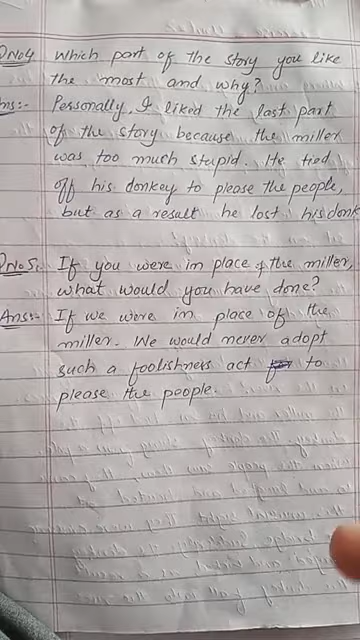 Q No4 Which part of the story you like
the most and why?
Ans:- Personally, I liked the last part
of the story because the miller
was too much stupid. He tied
off his donkey to please the people,
but as a result he lost his donk
Q No5. If you were in place of the miller,
what would you have done?
Ans:- If we were in place of the
miller. We would never adopt
such a foolishness act to
please the people.